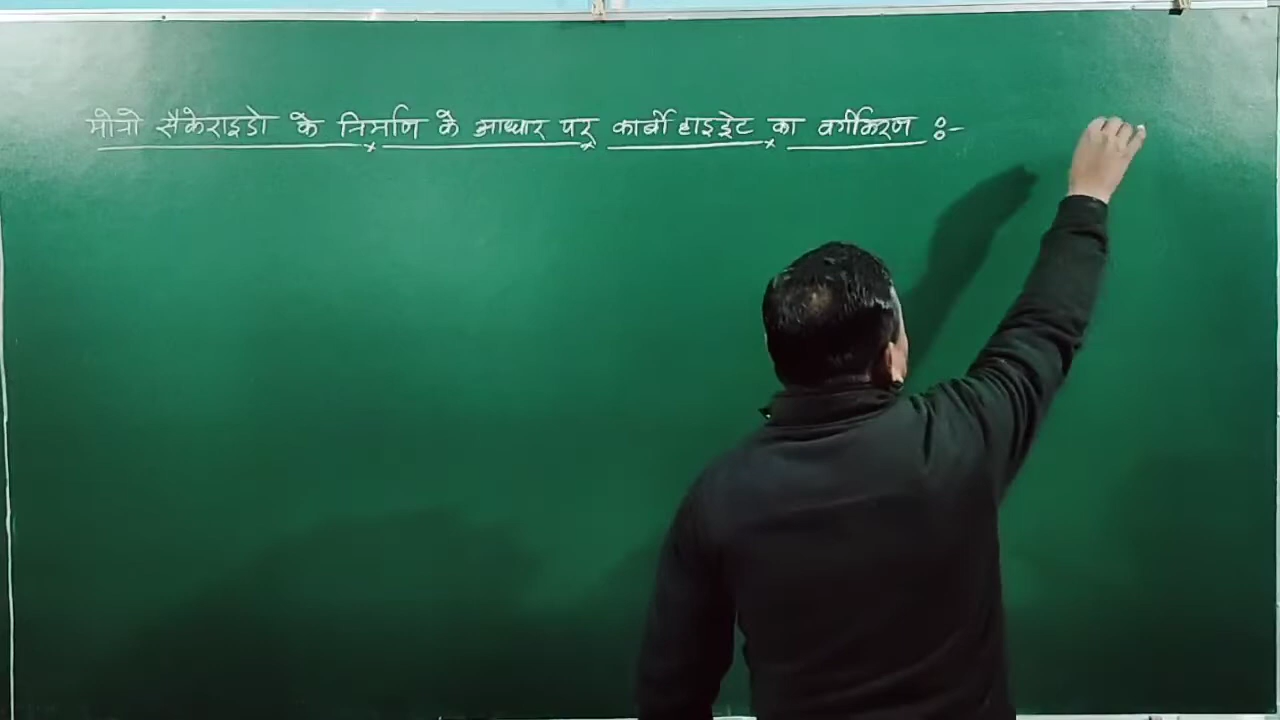 मोनो सैकेराइडो के निर्माण के आधार पर कार्बोहाइड्रेट का वर्गीकरण :-